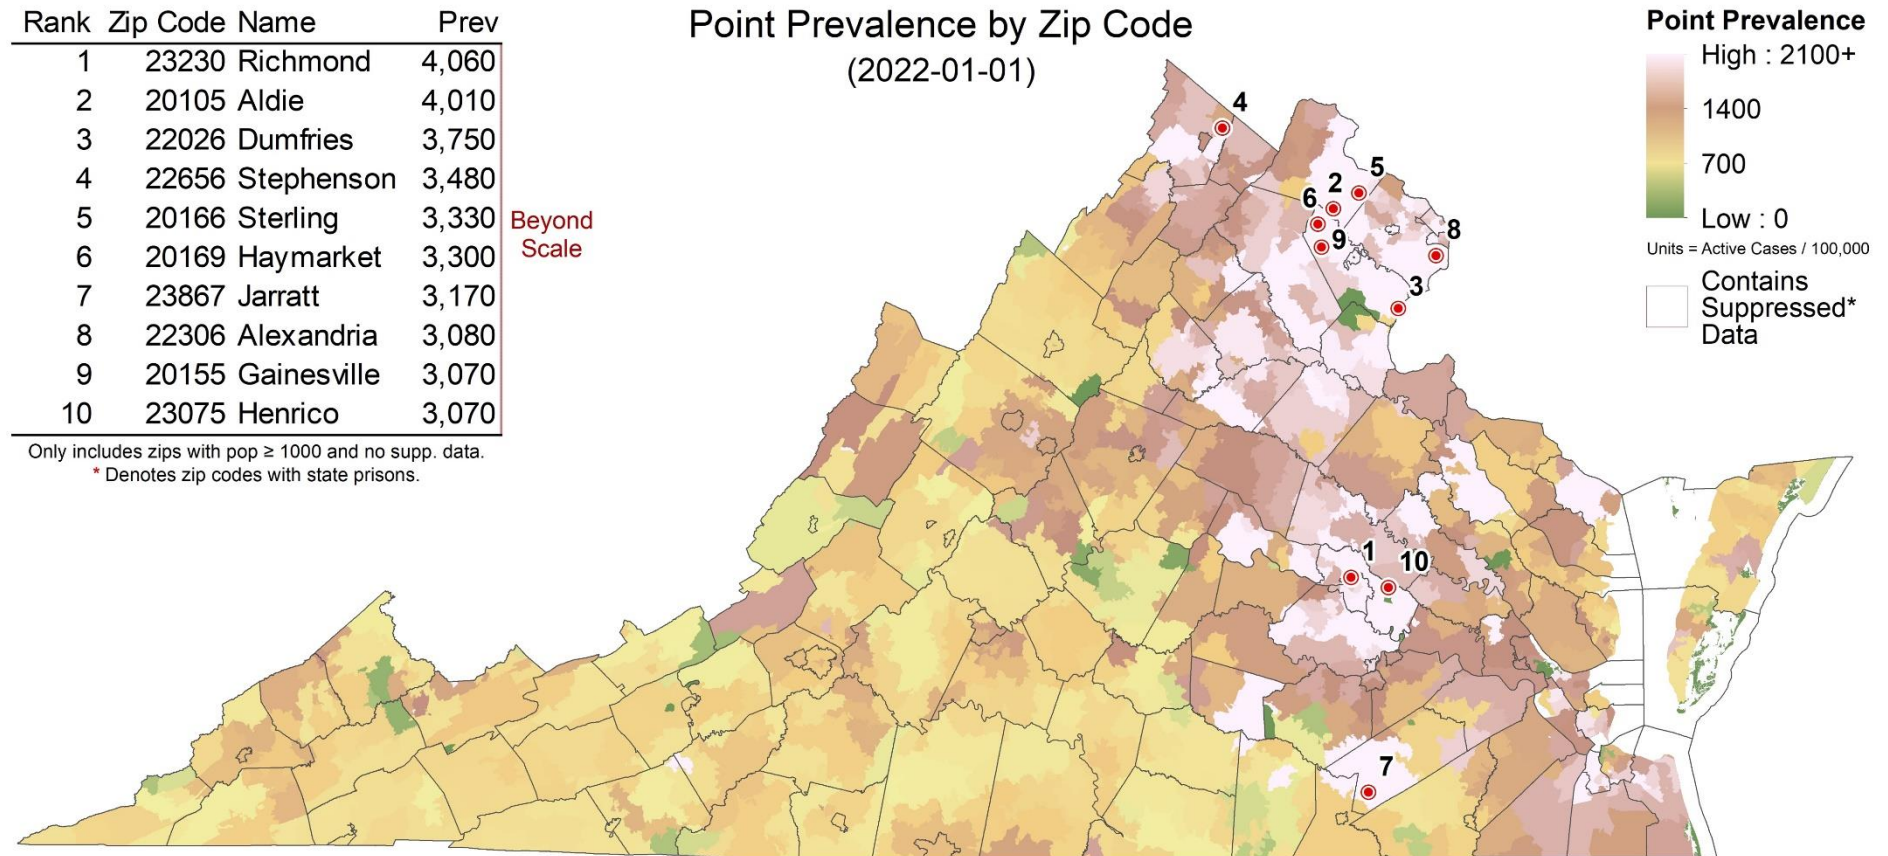 Rank Zip Code Name Prev
1 23230 Richmond 4,060
2 20105 Aldie 4,010
3 22026 Dumfries 3,750
4 22656 Stephenson 3,480
5 20166 Sterling 3,330
6 20169 Haymarket 3,300
7 23867 Jarratt 3,170
8 22306 Alexandria 3,080
9 20155 Gainesville 3,070
10 23075 Henrico 3,070
Beyond
Scale
Only includes zips with pop ≥ 1000 and no supp. data.
* Denotes zip codes with state prisons.
Point Prevalence by Zip Code
(2022-01-01)
Point Prevalence
High : 2100+
1400
700
Low : 0
Units = Active Cases / 100,000
Contains
Suppressed*
Data
4
5
2
6
8
9
3
1
10
7